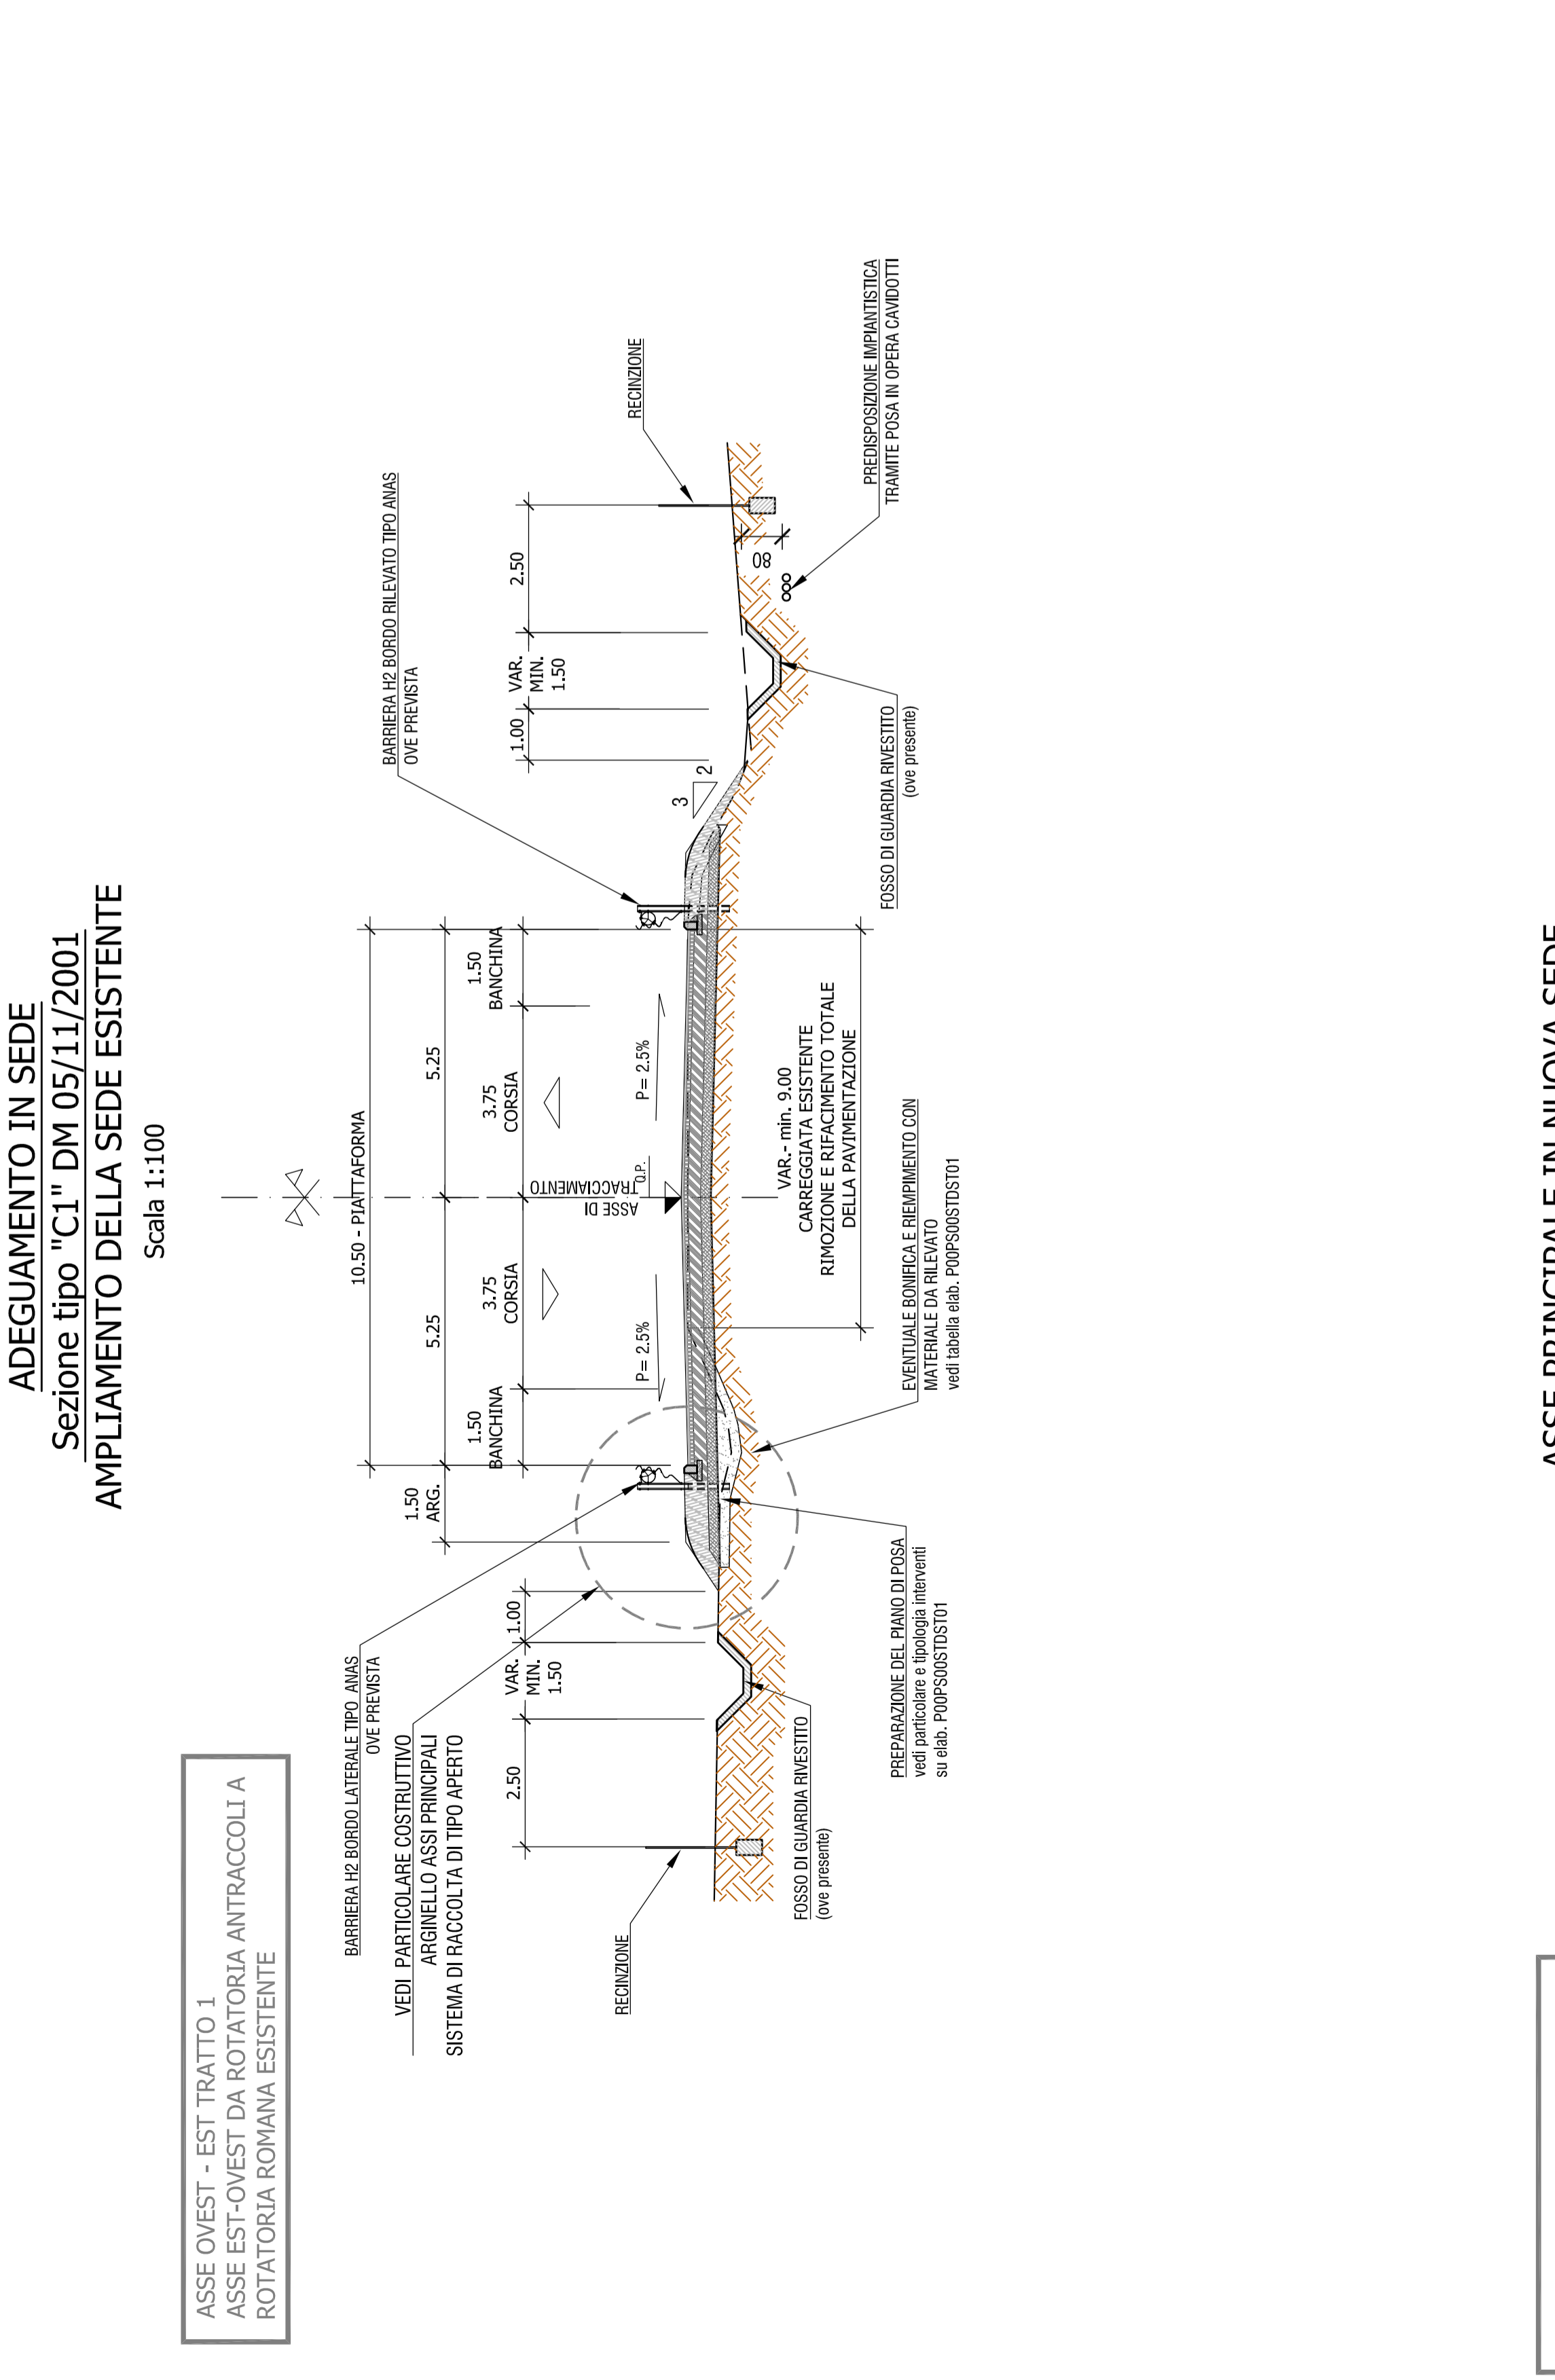 ADEGUAMENTO IN SEDE
Sezione tipo "C1" DM 05/11/2001
AMPLIAMENTO DELLA SEDE ESISTENTE
Scala 1:100
ASSE OVEST - EST TRATTO 1
ASSE EST-OVEST DA ROTATORIA ANTRACCOLI A
ROTATORIA ROMANA ESISTENTE
BARRIERA H2 BORDO LATERALE TIPO ANAS
OVE PREVISTA
VEDI PARTICOLARE COSTRUTTIVO
ARGINELLO ASSI PRINCIPALI
SISTEMA DI RACCOLTA DI TIPO APERTO
10.50 - PIATTAFORMA
BARRIERA H2 BORDO RILEVATO TIPO ANAS
OVE PREVISTA
1.50
ARG.
5.25
5.25
1.50
BANCHINA
3.75
CORSIA
3.75
CORSIA
1.50
BANCHINA
2.50
VAR.
MIN.
1.50
1.00
1.00
VAR.
MIN.
1.50
2.50
RECINZIONE
P= 2.5%
ASSE DI
TRACCIAMENTO
Q.P.
P= 2.5%
3
2
RECINZIONE
80
VAR.- min. 9.00
CARREGGIATA ESISTENTE
RIMOZIONE E RIFACIMENTO TOTALE
DELLA PAVIMENTAZIONE
FOSSO DI GUARDIA RIVESTITO
(ove presente)
PREPARAZIONE DEL PIANO DI POSA
vedi particolare e tipologia interventi
su elab. P00PS00STDST01
EVENTUALE BONIFICA E RIEMPIMENTO CON
MATERIALE DA RILEVATO
vedi tabella elab. P00PS00STDST01
FOSSO DI GUARDIA RIVESTITO
(ove presente)
PREDISPOSIZIONE IMPIANTISTICA
TRAMITE POSA IN OPERA CAVIDOTTI
ASSE PRINCIPALE IN NUOVA SEDE